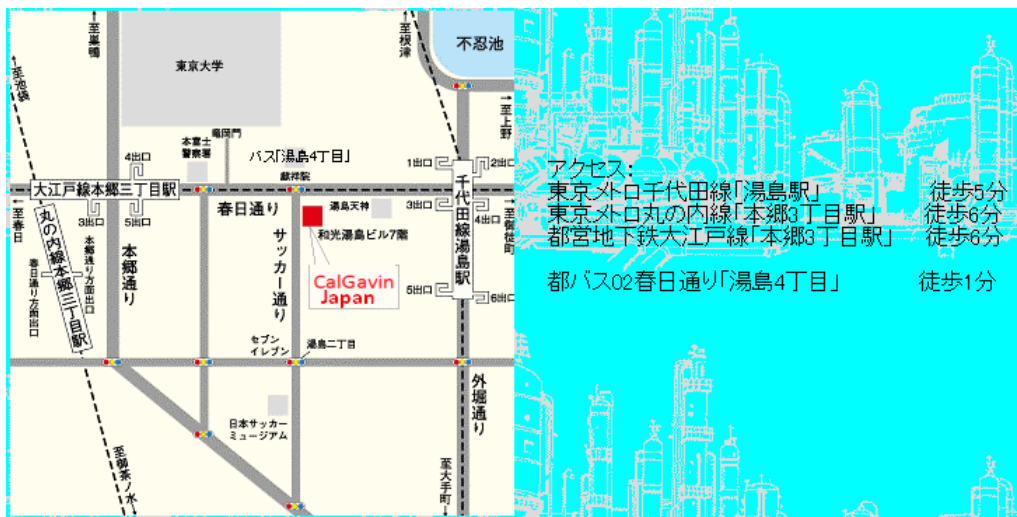 ↑至巣鴨
↑至池袋
東京大学
↑至根津
不忍池
↑至上野
4出口
本富士
警察署
竜岡門
バス「湯島4丁目」
麟祥院
1出口
2出口
大江戸線本郷三丁目駅
3出口
5出口
春日通り
湯島天神
3出口
4出口
千代田線湯島駅
↓至春日
↓至御徒町
丸の内線本郷三丁目駅
本郷通り方面出口
春日通り方面出口
本郷通り
サッカー通り
和光湯島ビル7階
CalGavin
Japan
5出口
6出口
セブン
イレブン
湯島二丁目
外堀通り
日本サッカー
ミュージアム
至御茶ノ水↓
至大手町↓
アクセス:
東京メトロ千代田線「湯島駅」 徒歩5分
東京メトロ丸の内線「本郷3丁目駅」 徒歩6分
都営地下鉄大江戸線「本郷3丁目駅」 徒歩6分
都バス02春日通り「湯島4丁目」 徒歩1分